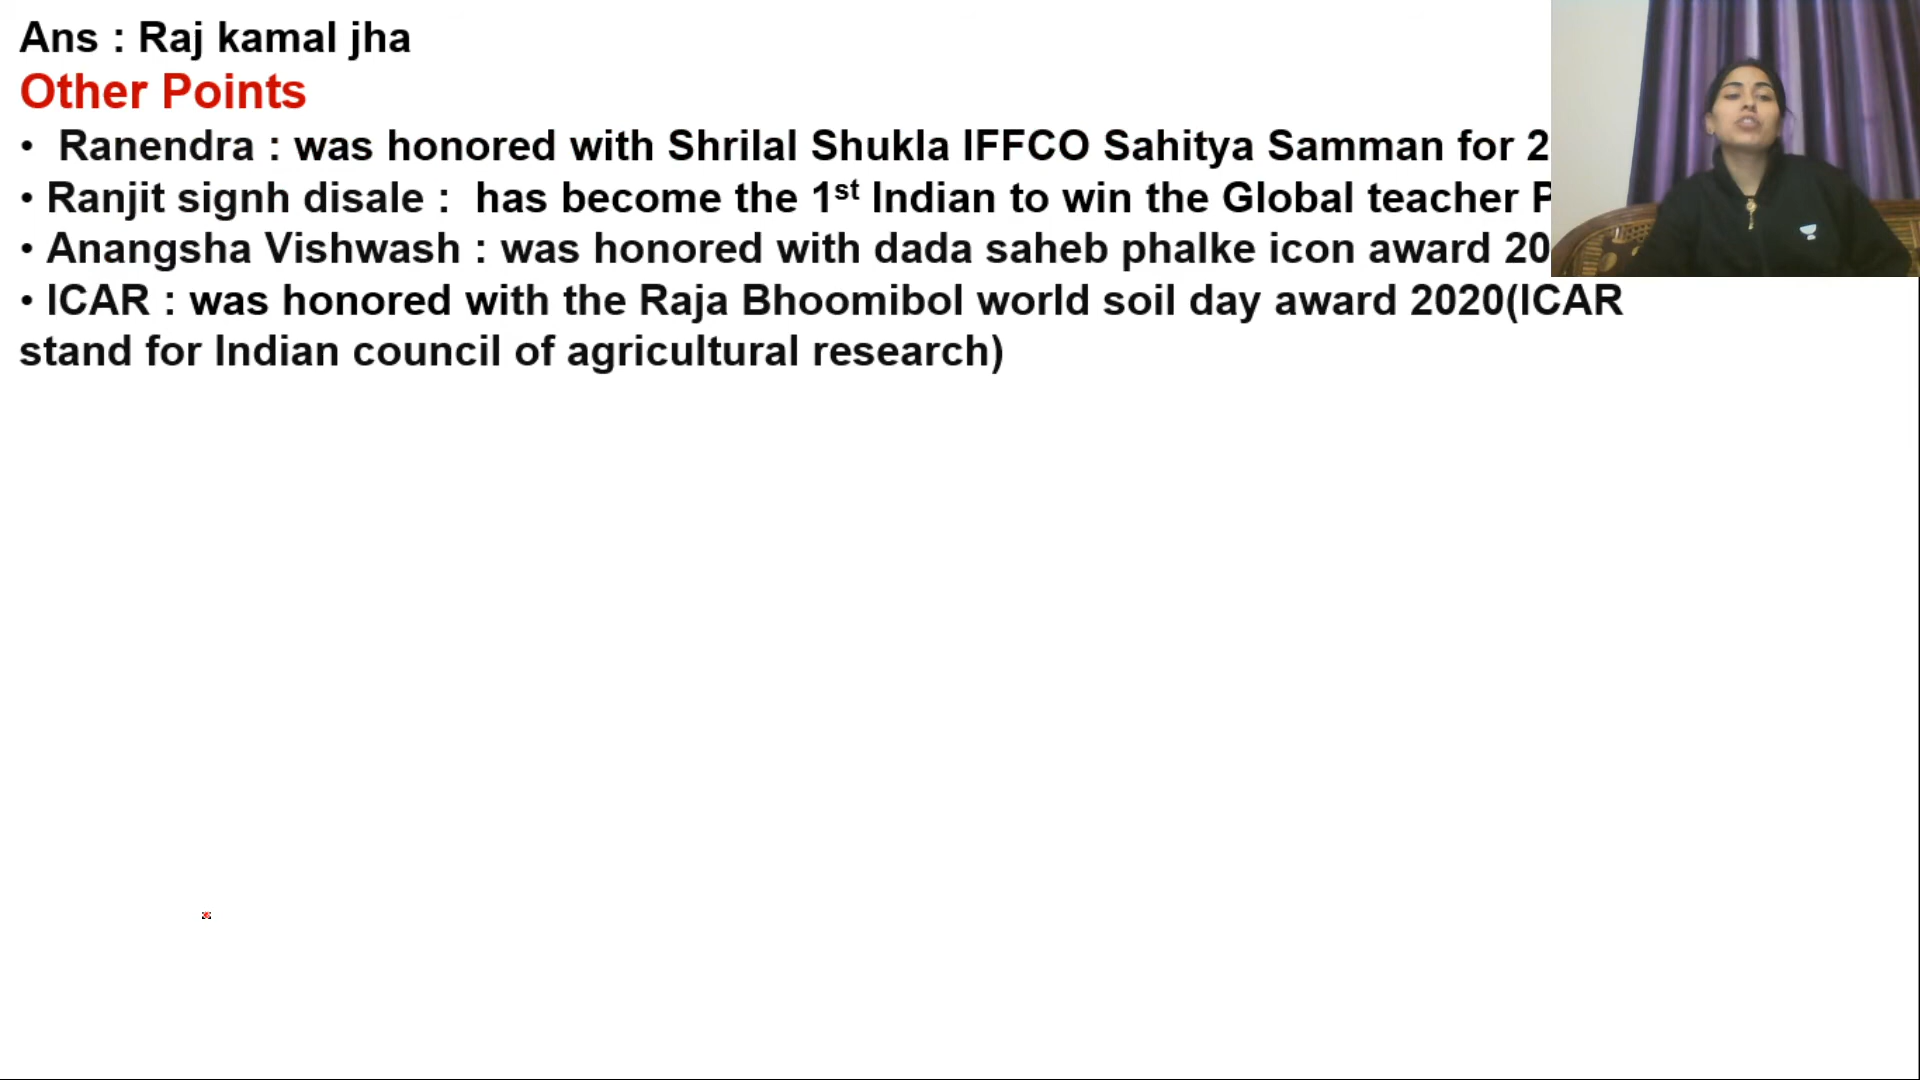 Ans : Raj kamal jha
Other Points
• Ranendra : was honored with Shrilal Shukla IFFCO Sahitya Samman for 2
• Ranjit signh disale : has become the 1st Indian to win the Global teacher P
• Anangsha Vishwash : was honored with dada saheb phalke icon award 20
• ICAR : was honored with the Raja Bhoomibol world soil day award 2020(ICAR
stand for Indian council of agricultural research)